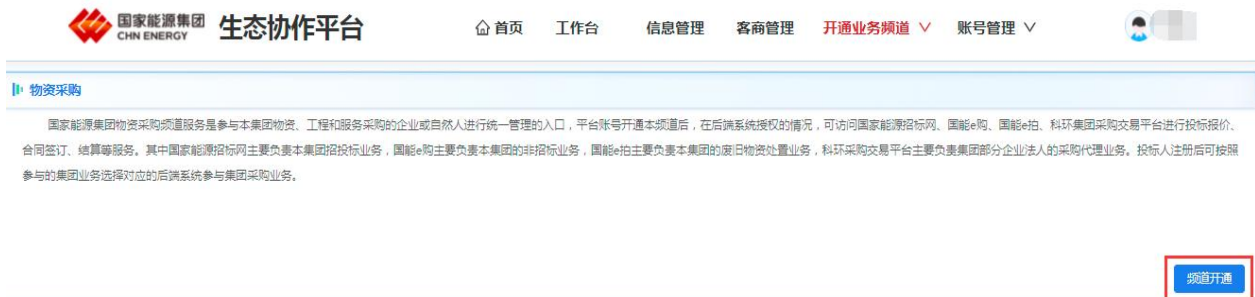 国家能源集团
CHN ENERGY
生态协作平台
首页 工作台 信息管理 客商管理 开通业务频道 账号管理
物资采购
国家能源集团物资采购频道服务是参与本集团物资、工程和服务采购的企业或自然人进行统一管理的入口，平台账号开通本频道后，在后端系统授权的情况，可访问国家能源招标网、国能e购、国能e拍、科环集团采购交易平台进行投标报价、
合同签订、结算等服务。其中国家能源招标网主要负责本集团招投标业务，国能e购主要负责本集团的非招标业务，国能e拍主要负责本集团的废旧物资处置业务，科环采购交易平台主要负责集团部分企业法人的采购代理业务。投标人注册后可按照
参与的集团业务选择对应的后端系统参与集团采购业务。
频道开通